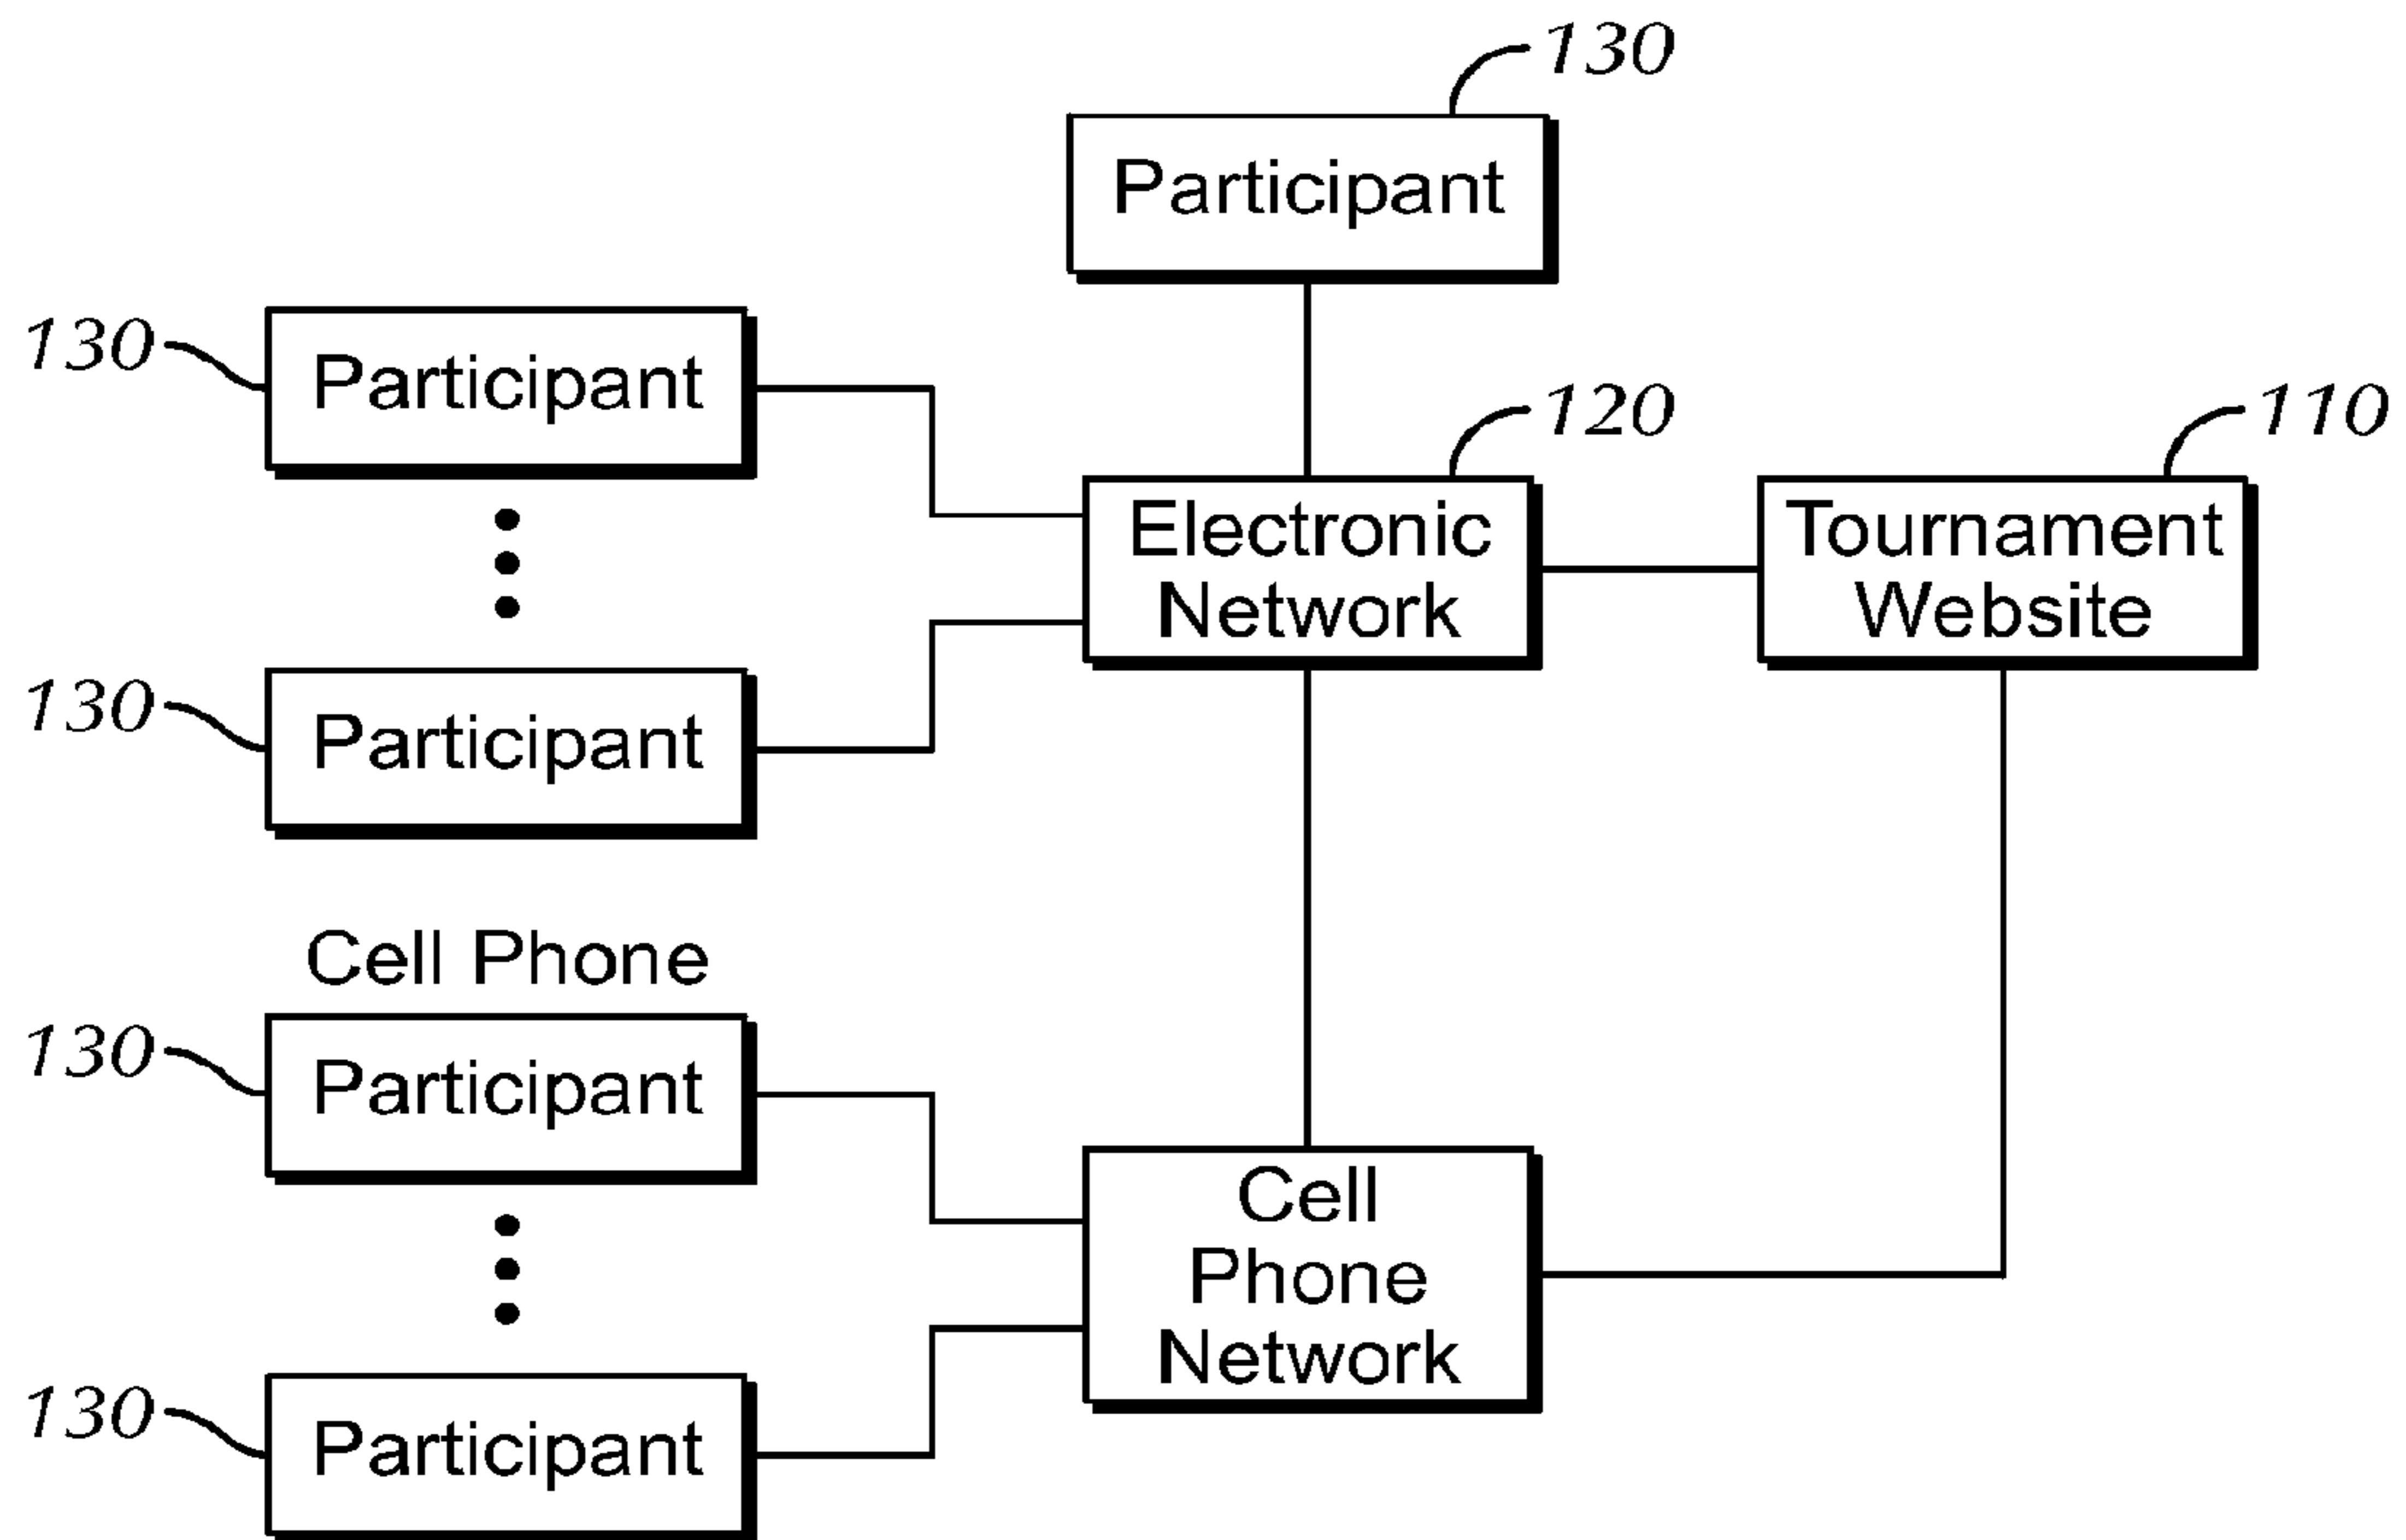 130
Participant
130
Participant
120
110
Electronic
Network
Tournament
Website
130
Participant
Cell Phone
130
Participant
Cell
Phone
Network
130
Participant